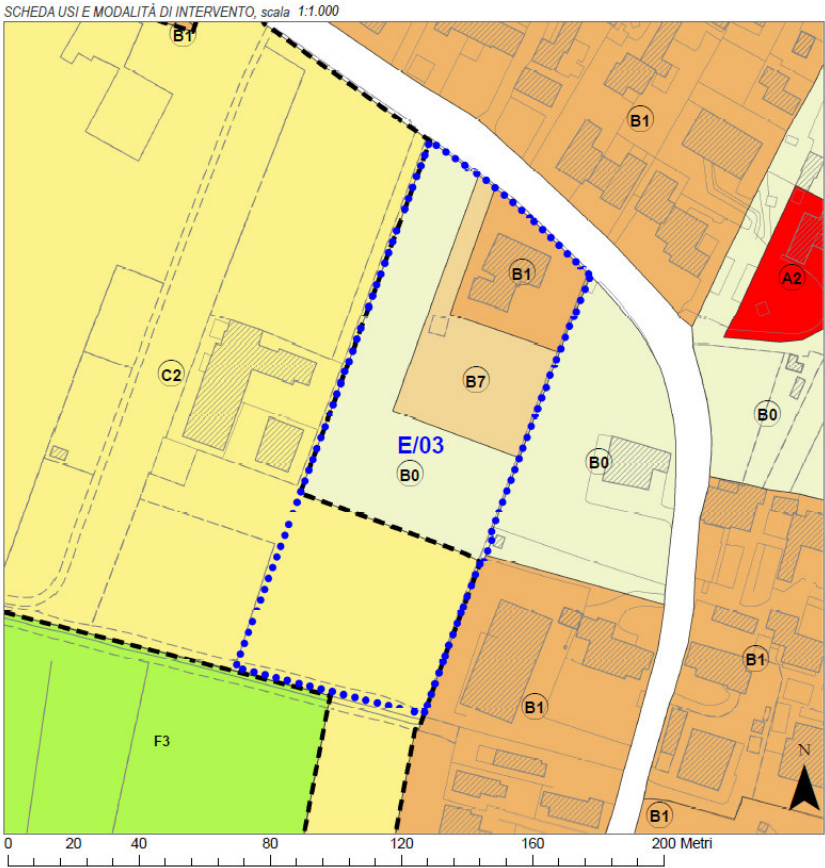 SCHEDA USI E MODALITÀ DI INTERVENTO, scala 1:1.000
B1
B1
A2
B1
C2
B7
B0
E/03
B0
B0
B1
B1
F3
N
B1
0 20 40 80 120 160 200 Metri